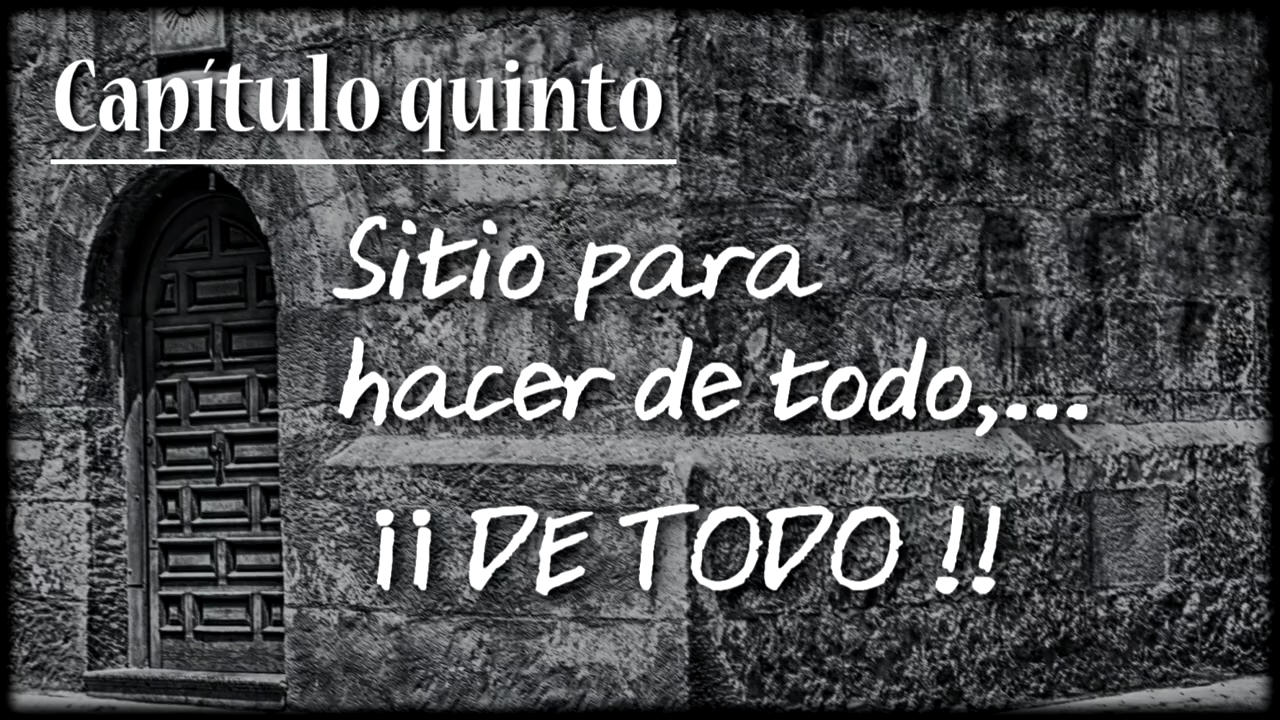 Capítulo quinto
Sitio para
hacer de todo,...
¡¡ DE TODO !!